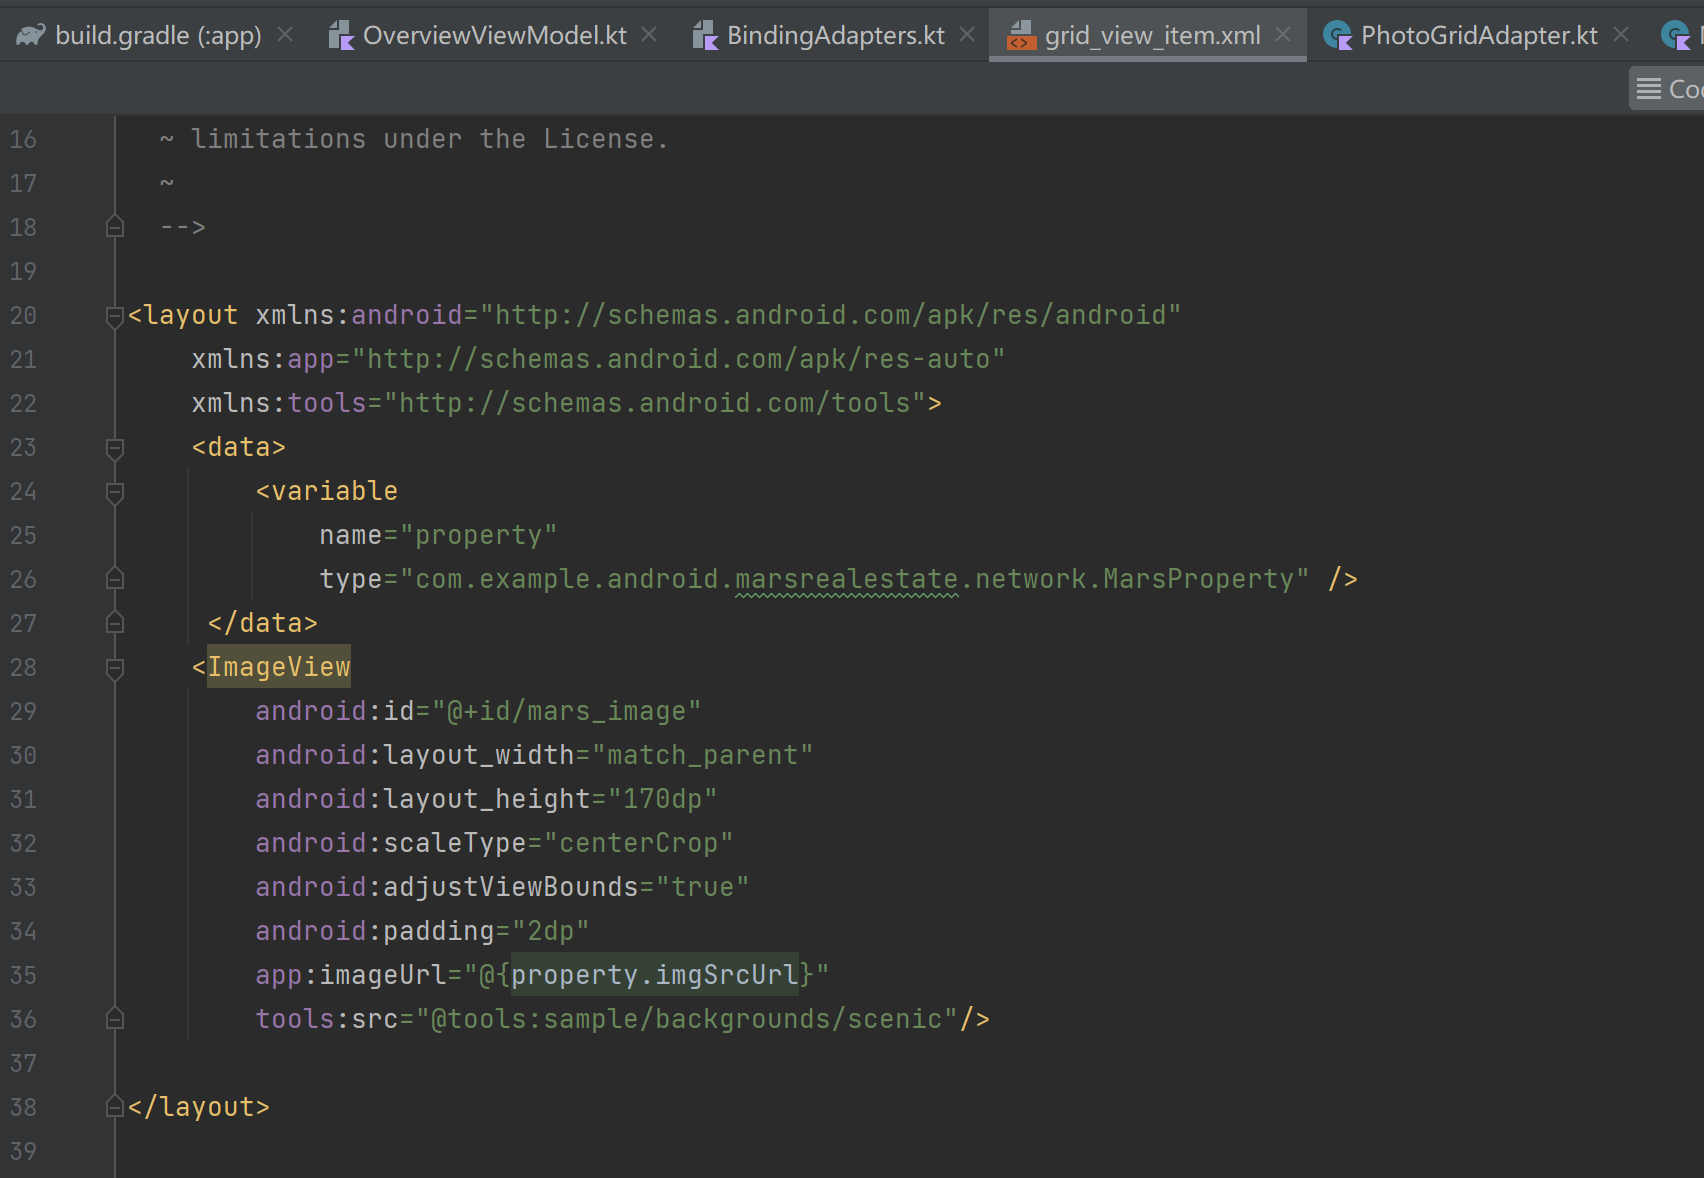 build.gradle (:app) OverviewViewModel.kt BindingAdapters.kt grid_view_item.xml PhotoGridAdapter.kt
16 ~ limitations under the License.
17 ~
18 -->
19
20 <layout xmlns:android="http://schemas.android.com/apk/res/android"
21 xmlns:app="http://schemas.android.com/apk/res-auto"
22 xmlns:tools="http://schemas.android.com/tools">
23 <data>
24 <variable
25 name="property"
26 type="com.example.android.marsrealestate.network.MarsProperty" />
27 </data>
28 <ImageView
29 android:id="@+id/mars_image"
30 android:layout_width="match_parent"
31 android:layout_height="170dp"
32 android:scaleType="centerCrop"
33 android:adjustViewBounds="true"
34 android:padding="2dp"
35 app:imageUrl="@{property.imgSrcUrl}"
36 tools:src="@tools:sample/backgrounds/scenic"/>
37
38 </layout>
39